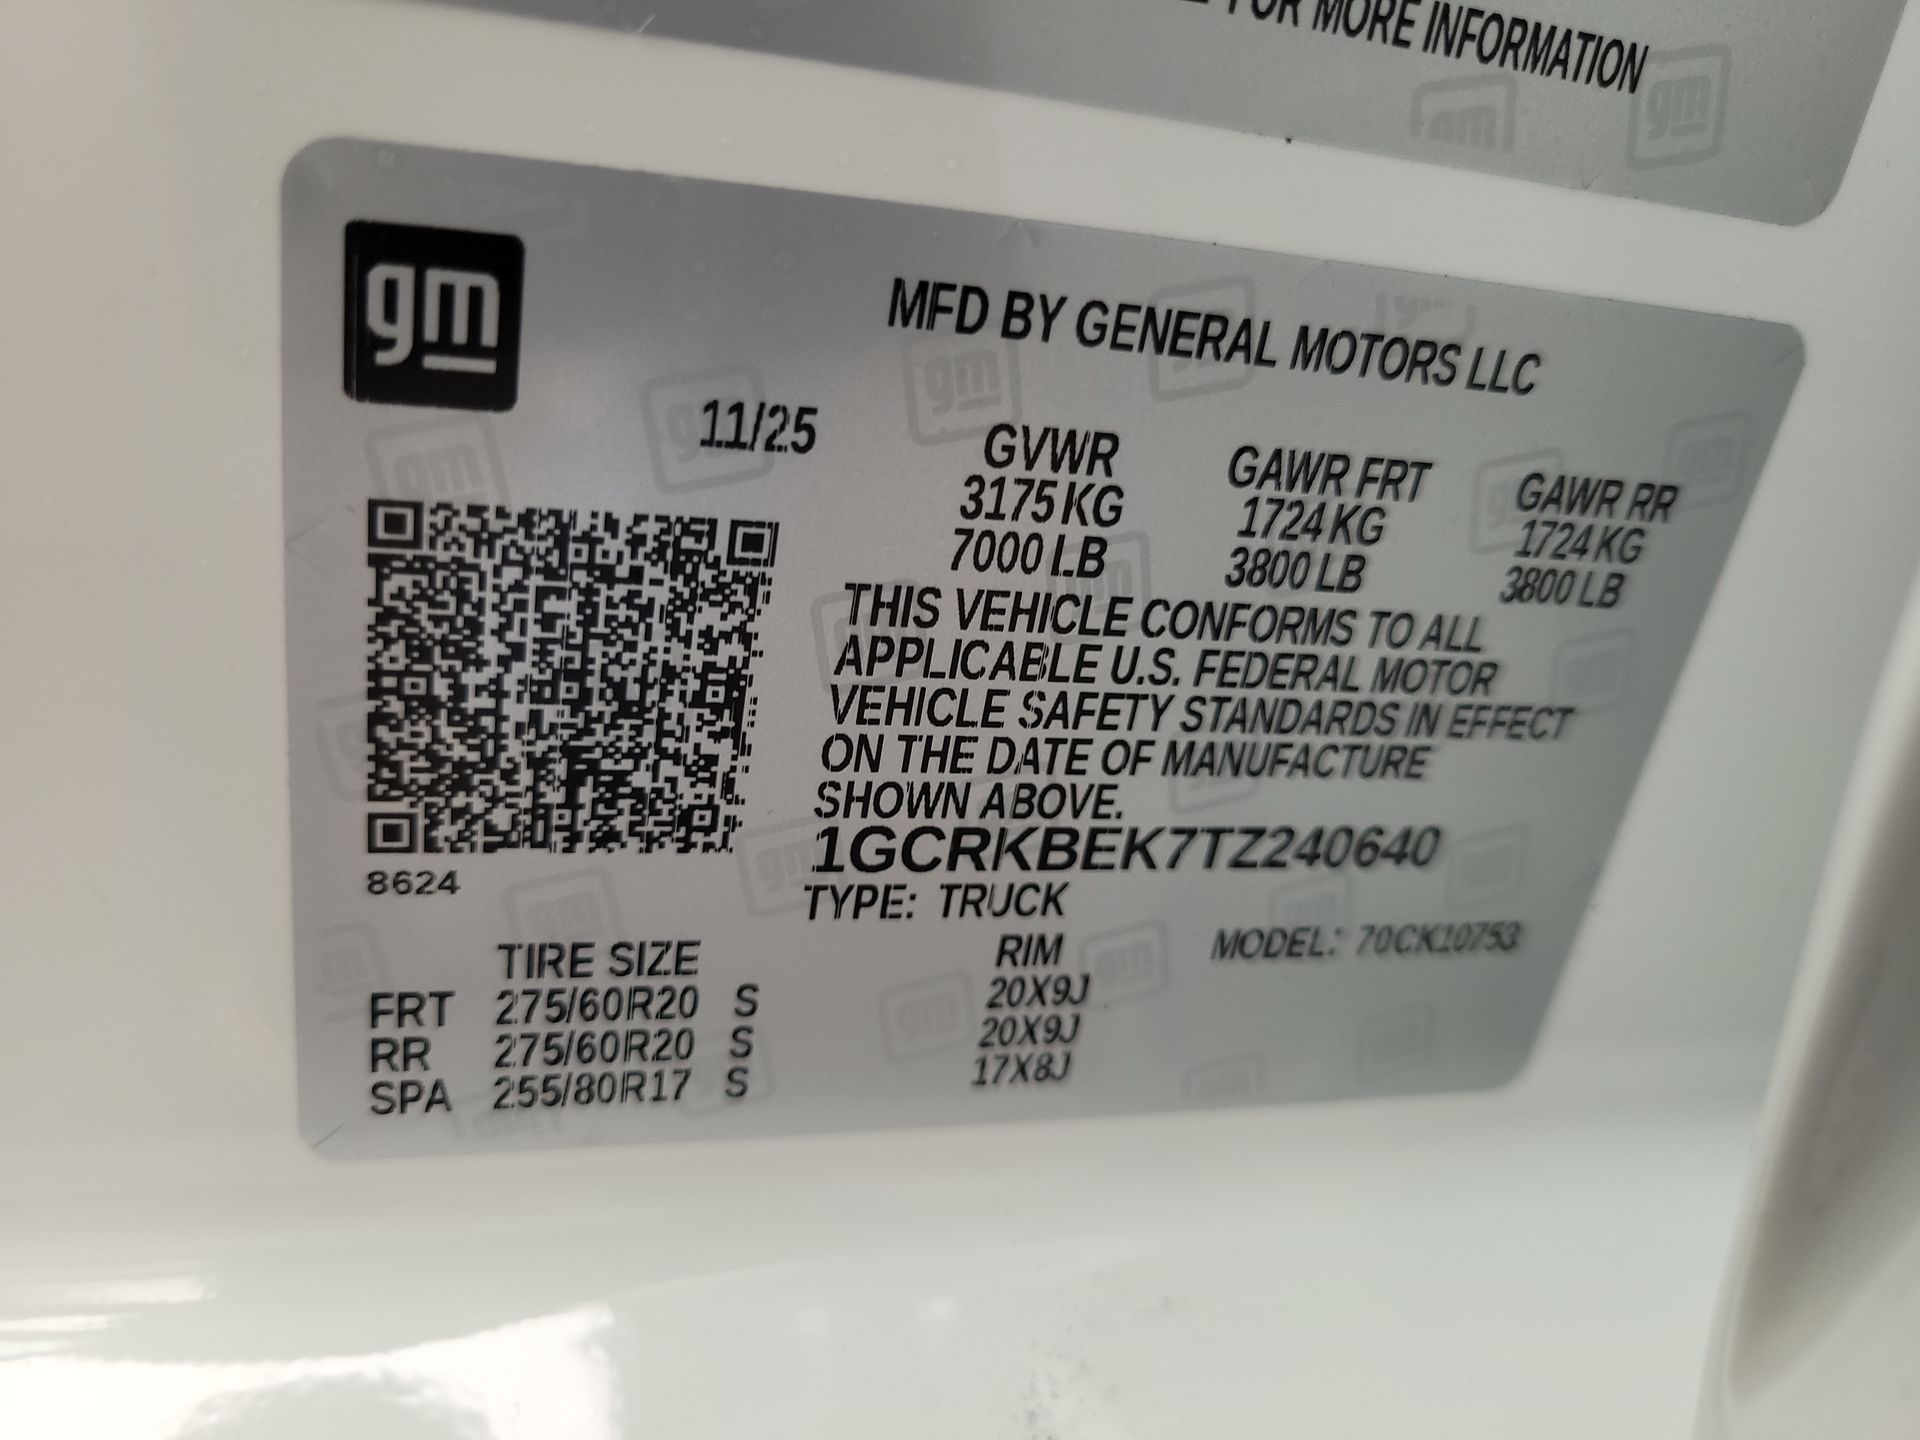 FOR MORE INFORMATION
gm
MFD BY GENERAL MOTORS LLC
11/25
GVWR GAWR FRT GAWR RR
3175 KG 1724 KG 1724 KG
7000 LB 3800 LB 3800 LB
THIS VEHICLE CONFORMS TO ALL
APPLICABLE U.S. FEDERAL MOTOR
VEHICLE SAFETY STANDARDS IN EFFECT
ON THE DATE OF MANUFACTURE
SHOWN ABOVE.
1GCRKBEK7TZ240640
8624
TYPE: TRUCK
MODEL: 70CK10753
TIRE SIZE RIM
FRT 275/60R20 S 20X9J
RR 275/60R20 S 20X9J
SPA 255/80R17 S 17X8J